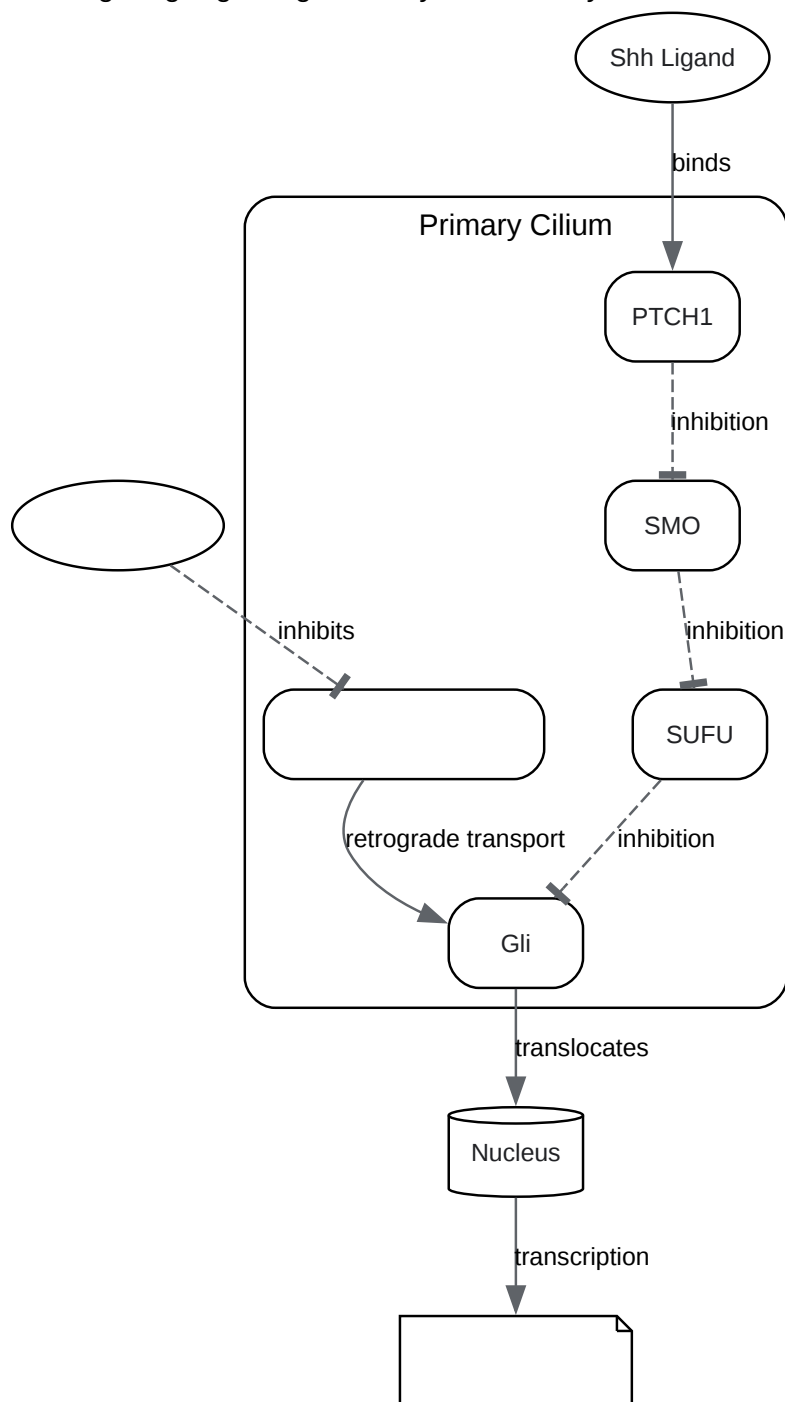 Shh Ligand
binds
Primary Cilium
PTCH1
inhibition
SMO
inhibits
inhibition
SUFU
retrograde transport
inhibition
Gli
translocates
Nucleus
transcription